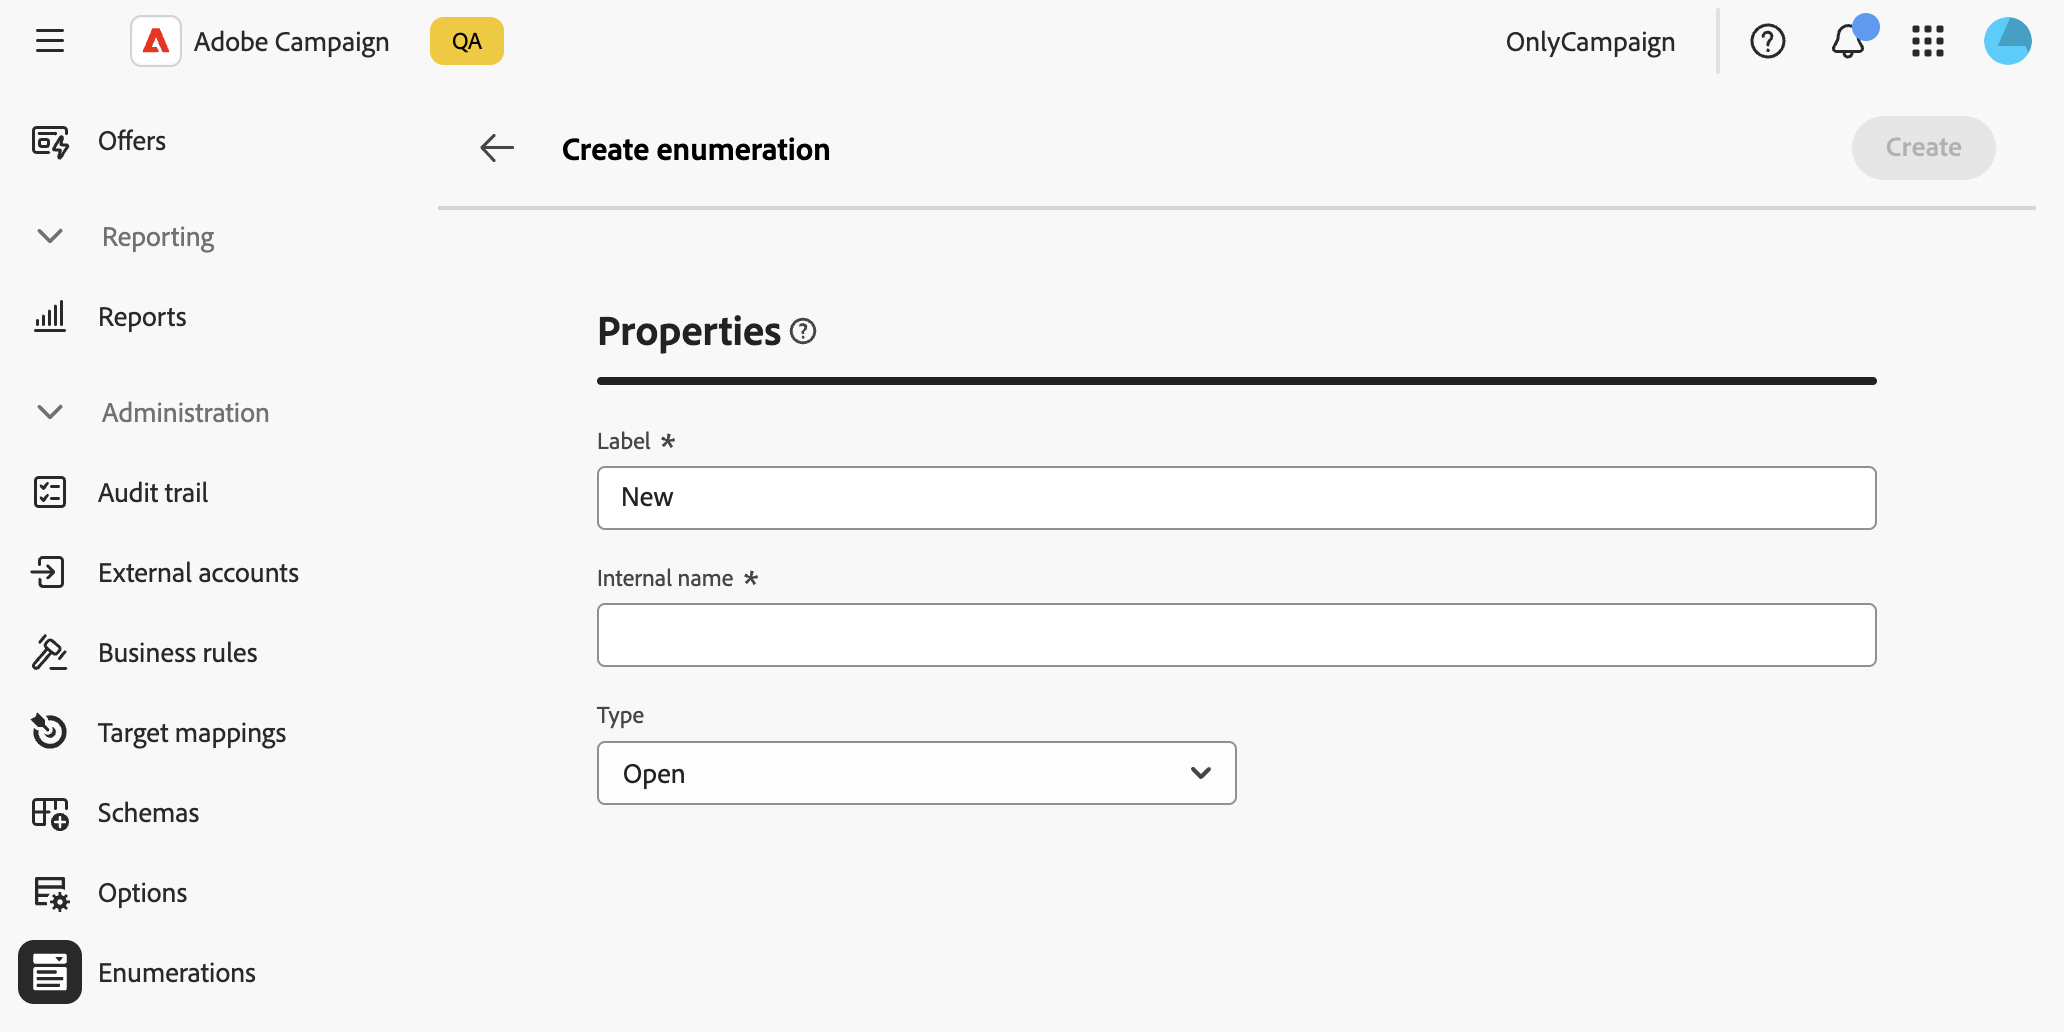 Adobe Campaign QA OnlyCampaign
Offers
Reporting
Reports
Administration
Audit trail
External accounts
Business rules
Target mappings
Schemas
Options
Enumerations
Create enumeration
Create
Properties
Label *
New
Internal name *
Type
Open